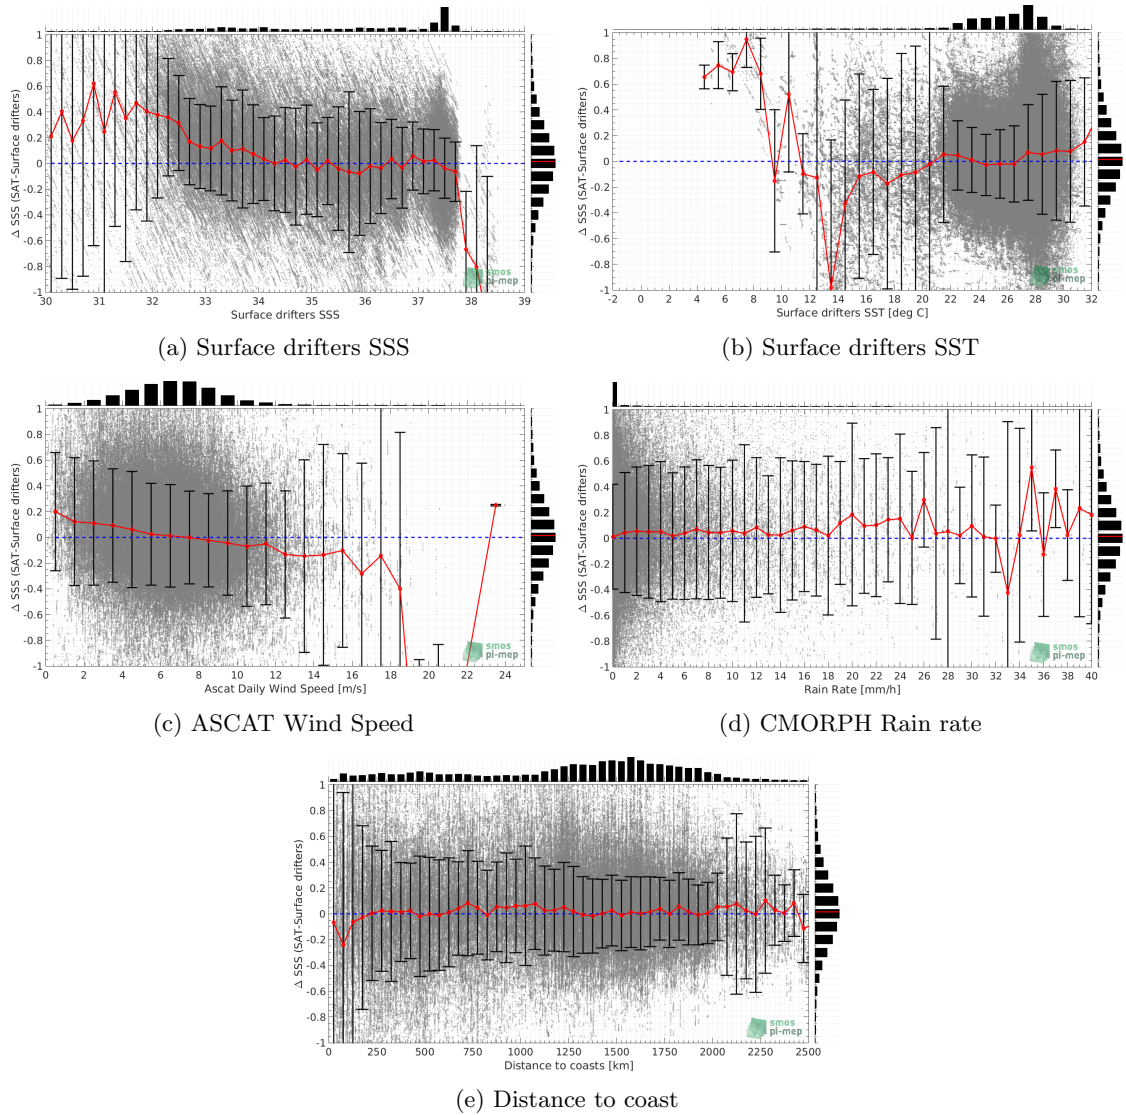 Δ SSS (SAT-Surface drifters)
1
0.8
0.6
0.4
0.2
0
-0.2
-0.4
-0.6
-0.8
-1
30 31 32 33 34 35 36 37 38 39
Surface drifters SSS
smos
pi-mep
(a) Surface drifters SSS
Δ SSS (SAT-Surface drifters)
1
0.8
0.6
0.4
0.2
0
-0.2
-0.4
-0.6
-0.8
-1
-2 0 2 4 6 8 10 12 14 16 18 20 22 24 26 28 30 32
Surface drifters SST [deg C]
smos
pi-mep
(b) Surface drifters SST
Δ SSS (SAT-Surface drifters)
1
0.8
0.6
0.4
0.2
0
-0.2
-0.4
-0.6
-0.8
-1
0 2 4 6 8 10 12 14 16 18 20 22 24
Ascat Daily Wind Speed [m/s]
smos
pi-mep
(c) ASCAT Wind Speed
Δ SSS (SAT-Surface drifters)
1
0.8
0.6
0.4
0.2
0
-0.2
-0.4
-0.6
-0.8
-1
0 2 4 6 8 10 12 14 16 18 20 22 24 26 28 30 32 34 36 38 40
Rain Rate [mm/h]
smos
pi-mep
(d) CMORPH Rain rate
Δ SSS (SAT-Surface drifters)
1
0.8
0.6
0.4
0.2
0
-0.2
-0.4
-0.6
-0.8
-1
0 250 500 750 1000 1250 1500 1750 2000 2250 2500
Distance to coasts [km]
smos
pi-mep
(e) Distance to coast